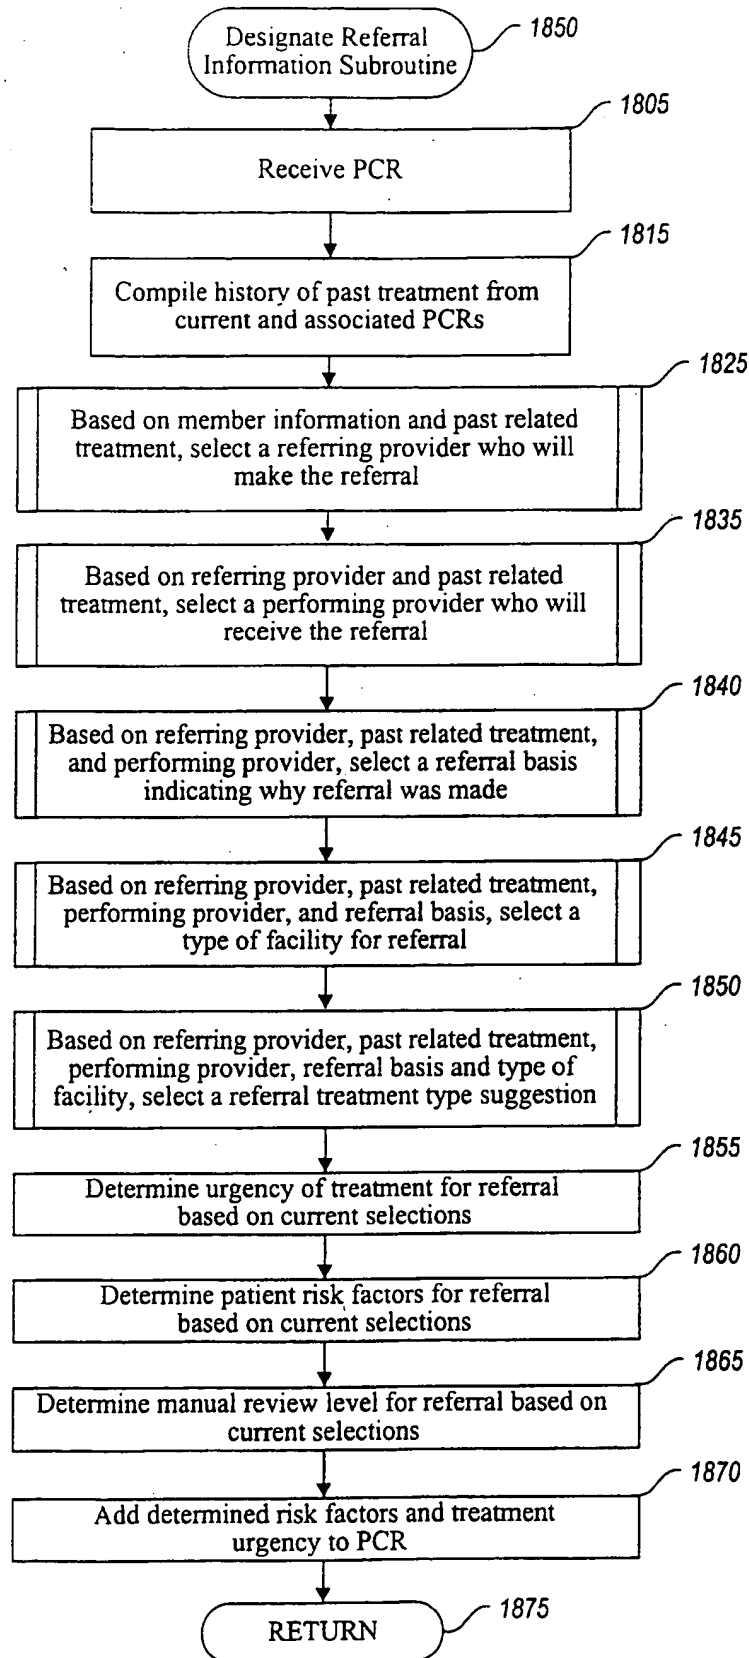 Designate Referral
Information Subroutine
1850
1805
Receive PCR
1815
Compile history of past treatment from
current and associated PCRs
1825
Based on member information and past related
treatment, select a referring provider who will
make the referral
1835
Based on referring provider and past related
treatment, select a performing provider who will
receive the referral
1840
Based on referring provider, past related treatment,
and performing provider, select a referral basis
indicating why referral was made
1845
Based on referring provider, past related treatment,
performing provider, and referral basis, select a
type of facility for referral
1850
Based on referring provider, past related treatment,
performing provider, referral basis and type of
facility, select a referral treatment type suggestion
1855
Determine urgency of treatment for referral
based on current selections
1860
Determine patient risk factors for referral
based on current selections
1865
Determine manual review level for referral based on
current selections
1870
Add determined risk factors and treatment
urgency to PCR
1875
RETURN